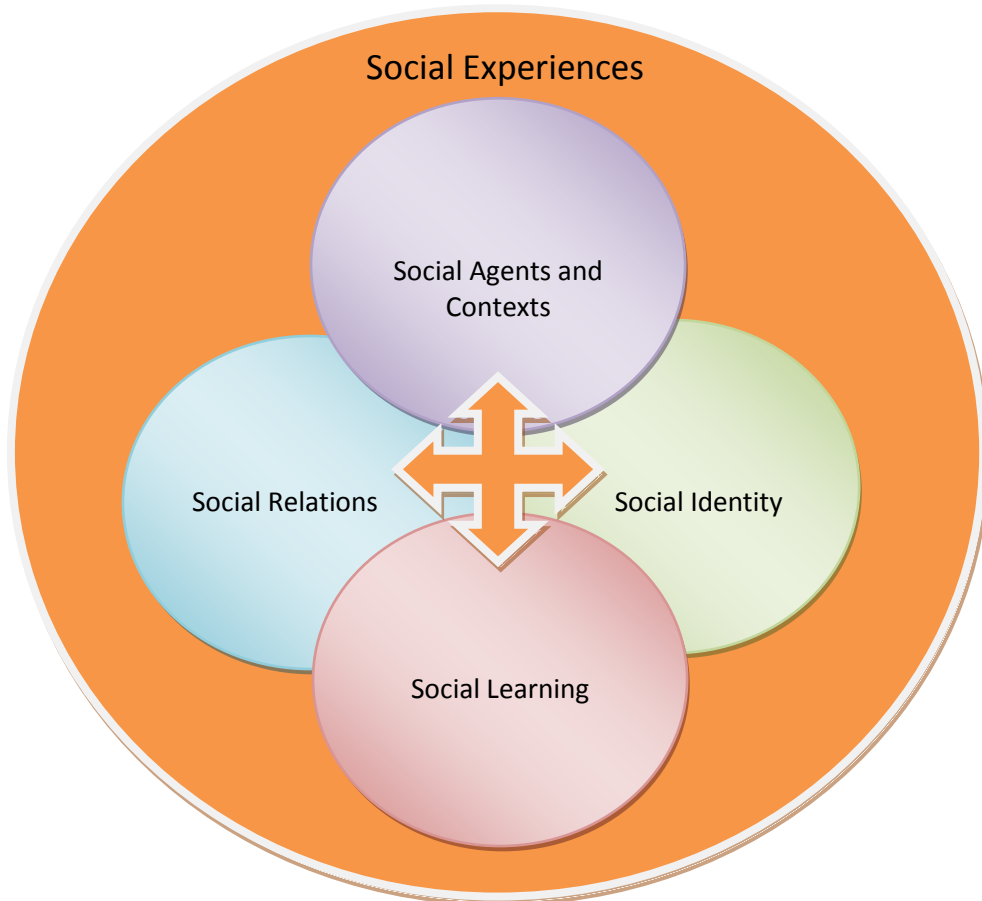 Social Experiences
Social Agents and
Contexts
Social Relations
Social Identity
Social Learning